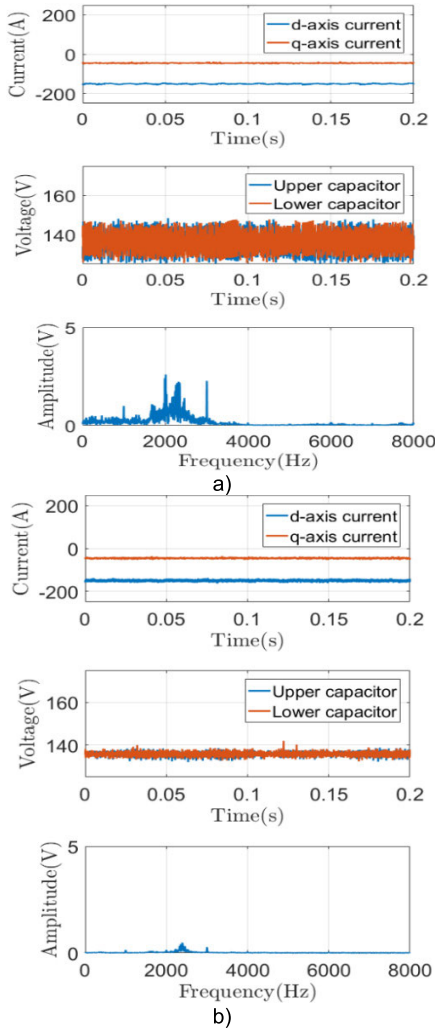 Current(A)
200
0
-200
d-axis current
q-axis current
0
0.05
0.1
0.15
0.2
Time(s)
Voltage(V)
160
140
Upper capacitor
Lower capacitor
0
0.05
0.1
0.15
0.2
Time(s)
Amplitude(V)
5
0
0
2000
4000
6000
8000
Frequency(Hz)
a)
Current(A)
200
0
-200
d-axis current
q-axis current
0
0.05
0.1
0.15
0.2
Time(s)
Voltage(V)
160
140
Upper capacitor
Lower capacitor
0
0.05
0.1
0.15
0.2
Time(s)
Amplitude(V)
5
0
0
2000
4000
6000
8000
Frequency(Hz)
b)